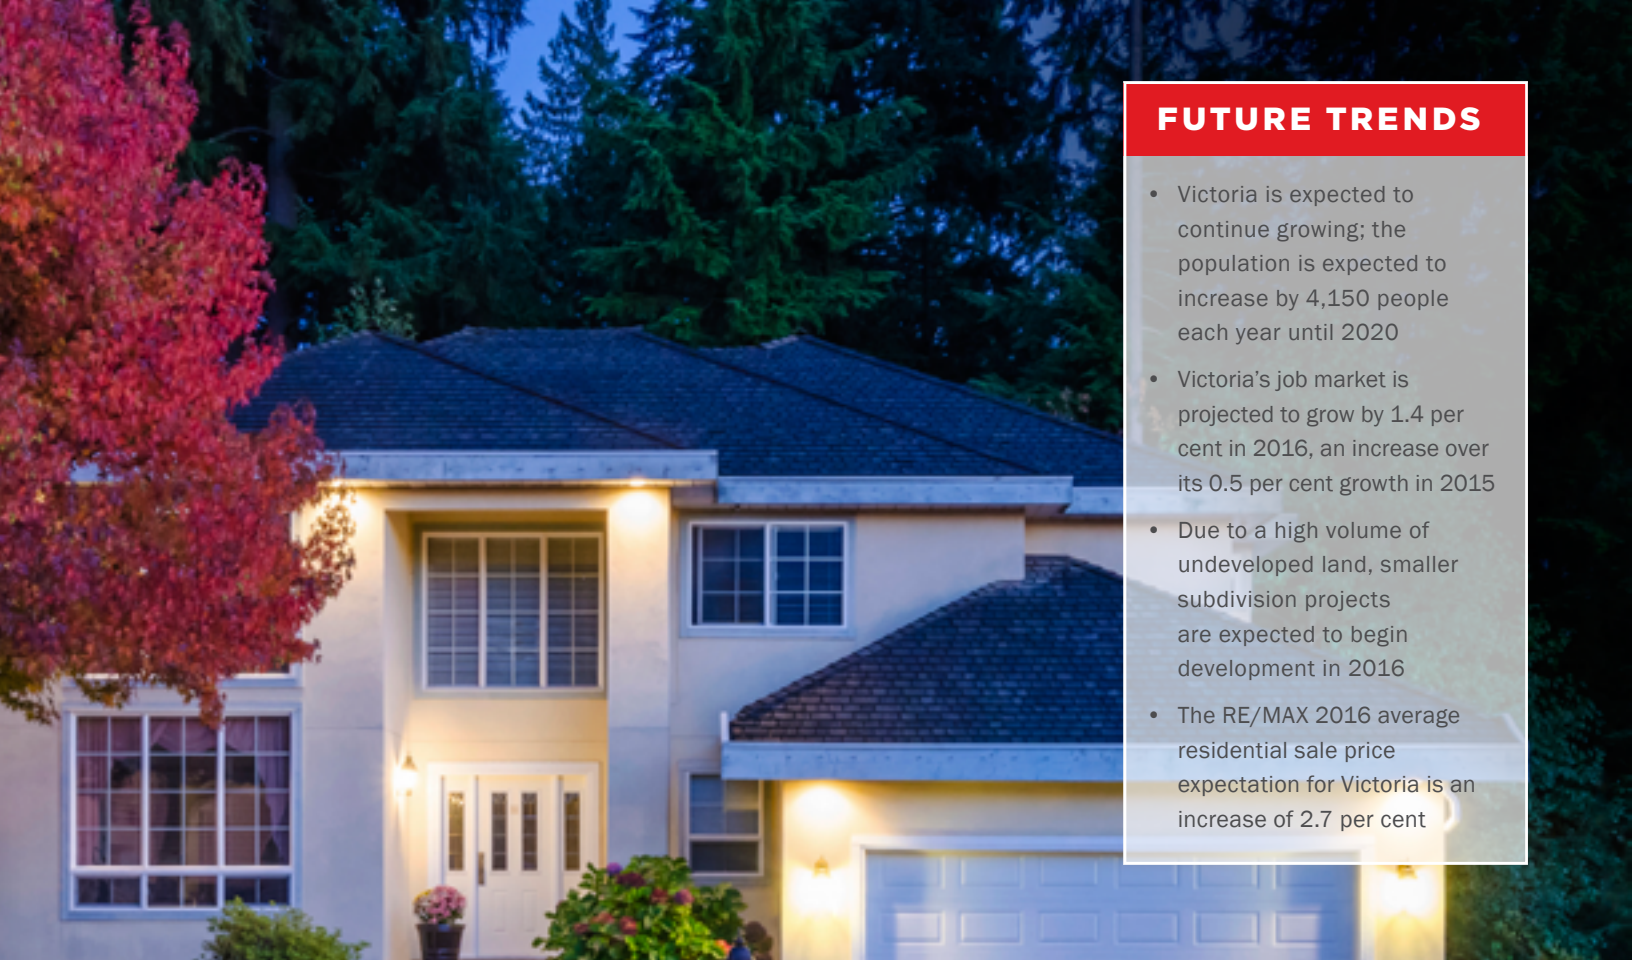 FUTURE TRENDS
• Victoria is expected to
continue growing; the
population is expected to
increase by 4,150 people
each year until 2020
• Victoria’s job market is
projected to grow by 1.4 per
cent in 2016, an increase over
its 0.5 per cent growth in 2015
• Due to a high volume of
undeveloped land, smaller
subdivision projects
are expected to begin
development in 2016
• The RE/MAX 2016 average
residential sale price
expectation for Victoria is an
increase of 2.7 per cent